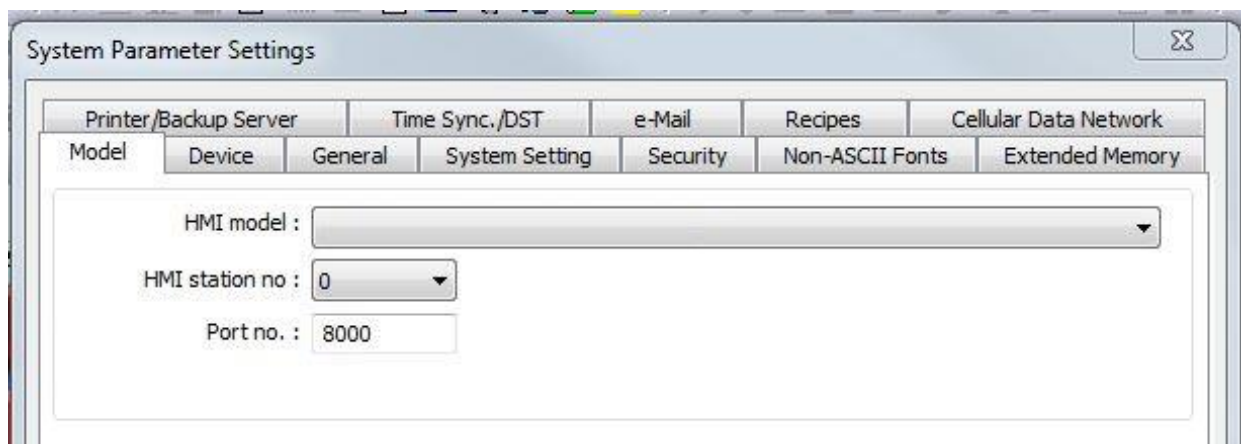 System Parameter Settings
Printer/Backup Server Time Sync./DST e-Mail Recipes Cellular Data Network
Model Device General System Setting Security Non-ASCII Fonts Extended Memory
HMI model :
HMI station no : 0
Port no. : 8000